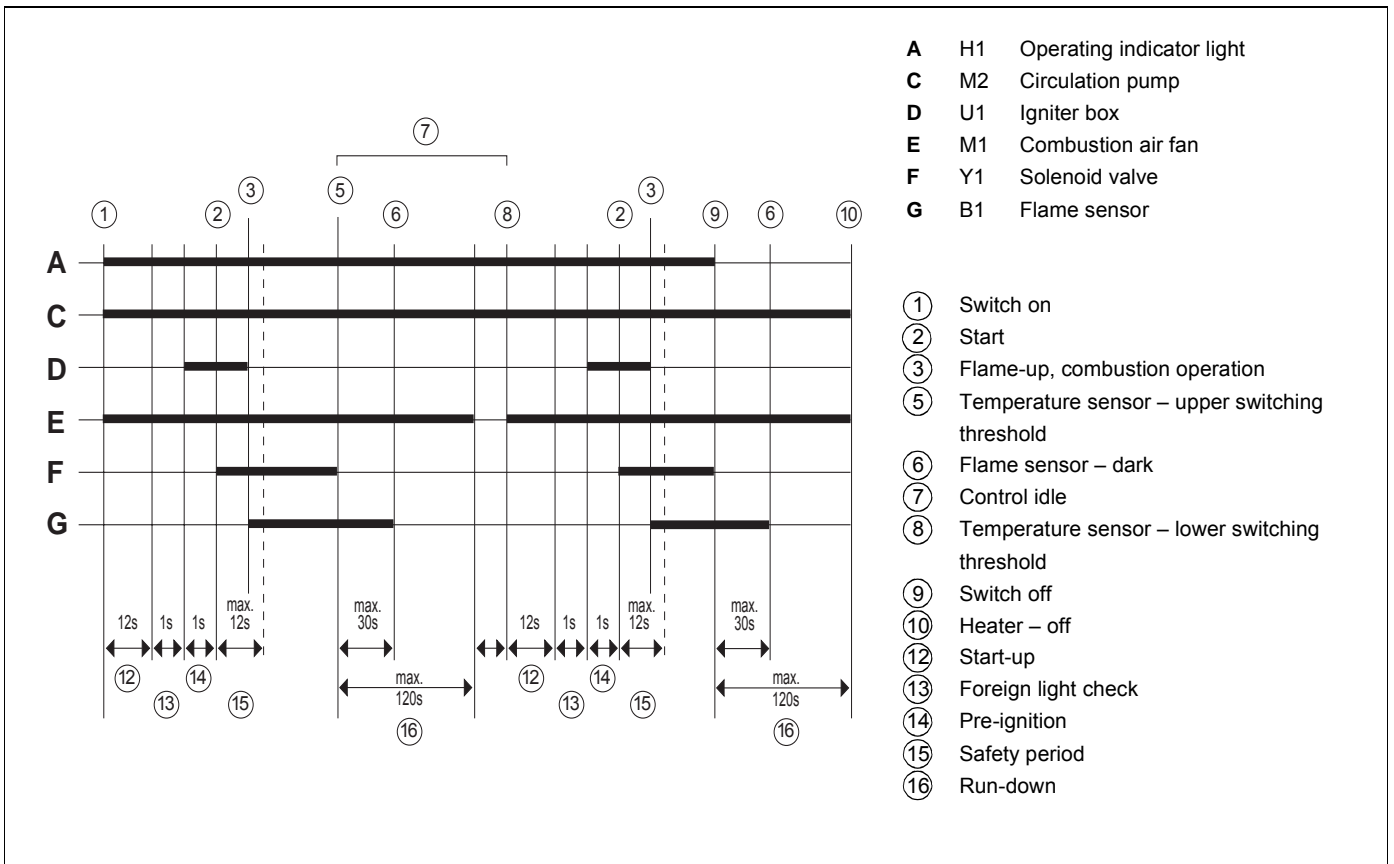 A H1 Operating indicator light
C M2 Circulation pump
D U1 Igniter box
E M1 Combustion air fan
F Y1 Solenoid valve
G B1 Flame sensor
7
3 5 3
1 2 6 8 2 9 6 10
A
C
D
E
F
G
12s 1s 1s max. 12s max. 30s 12s 1s 1s max. 12s max. 30s
12 14 max. 120s 12 14 max. 120s
13 15 16 13 15 16
1 Switch on
2 Start
3 Flame-up, combustion operation
5 Temperature sensor – upper switching
threshold
6 Flame sensor – dark
7 Control idle
8 Temperature sensor – lower switching
threshold
9 Switch off
10 Heater – off
12 Start-up
13 Foreign light check
14 Pre-ignition
15 Safety period
16 Run-down